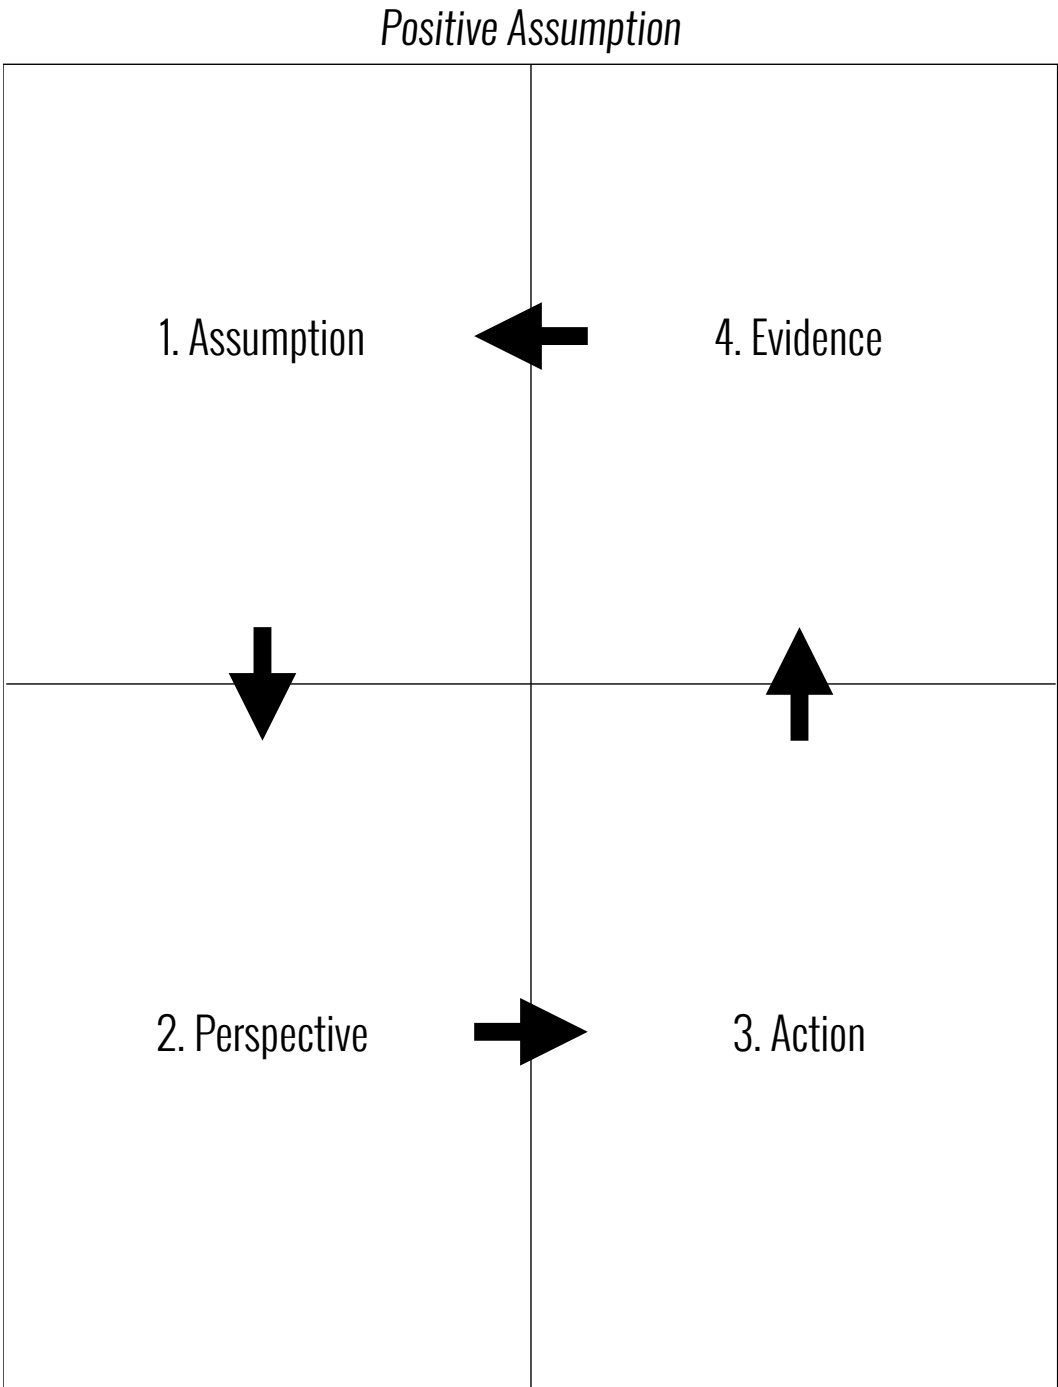 Positive Assumption
1. Assumption
4. Evidence
2. Perspective
3. Action